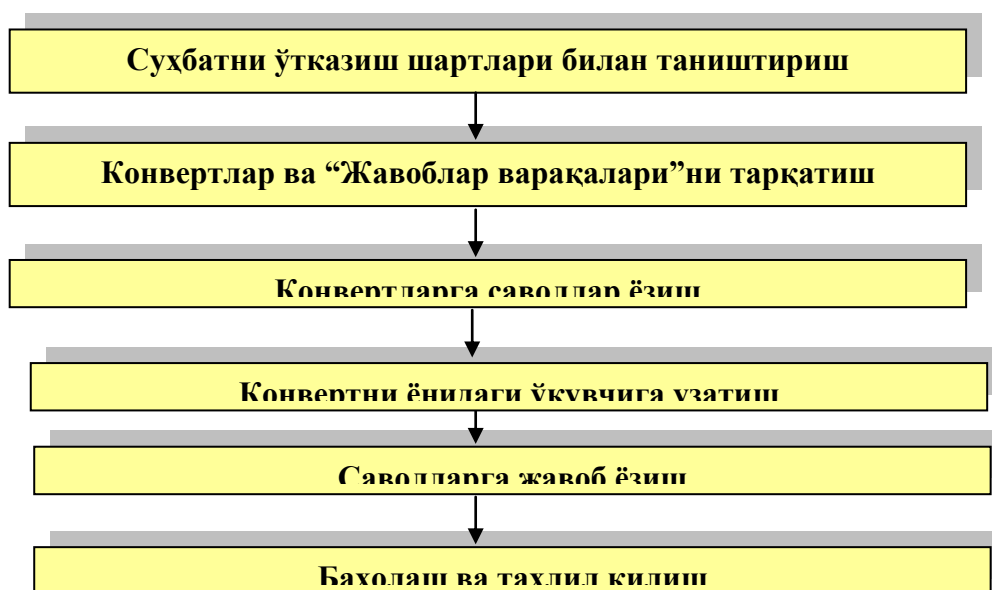 Суҳбатни ўтказиш шартлари билан таништириш
Конвертлар ва “Жавоблар варақалари”ни тарқатиш
Конвертларга саволлар ёзиш
Конвертни ёнидаги ўқувчига узатиш
Саволларга жавоб ёзиш
Баҳолаш ва таҳлил қилиш